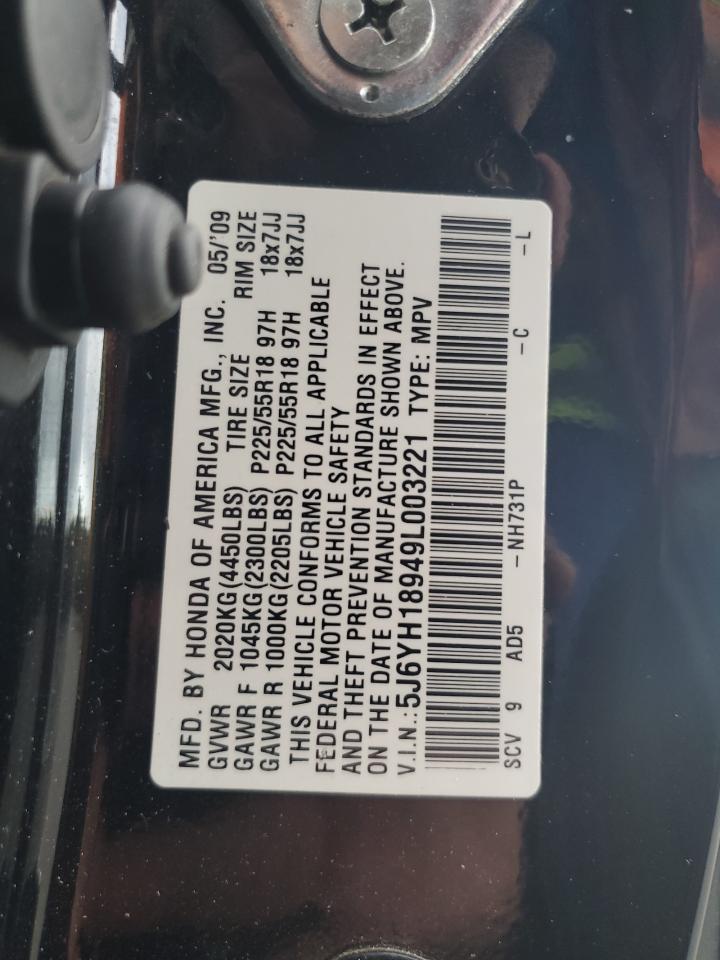 MFD. BY HONDA OF AMERICA MFG., INC. 05/'09
GVWR 2020KG(4450LBS) TIRE SIZE RIM SIZE
GAWR F 1045KG(2300LBS) P225/55R18 97H 18x7JJ
GAWR R 1000KG(2205LBS) P225/55R18 97H 18x7JJ
THIS VEHICLE CONFORMS TO ALL APPLICABLE
FEDERAL MOTOR VEHICLE SAFETY
AND THEFT PREVENTION STANDARDS IN EFFECT
ON THE DATE OF MANUFACTURE SHOWN ABOVE.
V.I.N.:5J6YH18949L003221 TYPE: MPV
SCV 9 AD5 -NH731P -C -L